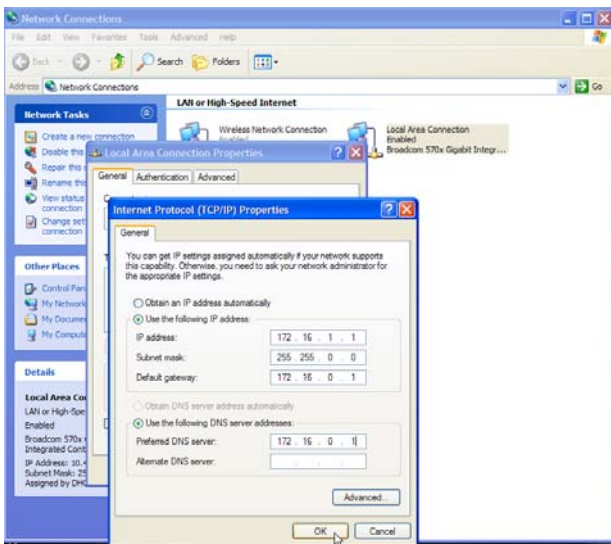 Network Connections
File Edit View Favorites Tools Advanced Help
Back Search Folders
Address Network Connections Go
Network Tasks
Create a new connection
Disable this
Repair this
Rename this
View status
connection
Change set
connection
Other Places
Control Pan
My Network
My Docume
My Compute
Details
Local Area Co
LAN or High-Spe
Enabled
Broadcom 570x
Integrated Cont
IP Address: 10.
Subnet Mask: 25
Assigned by DHC
LAN or High-Speed Internet
Wireless Network Connection
Enabled
Local Area Connection
Enabled
Broadcom 570x Gigabit Integr...
Local Area Connection Properties
General Authentication Advanced
Internet Protocol (TCP/IP) Properties
General
You can get IP settings assigned automatically if your network supports
this capability. Otherwise, you need to ask your network administrator for
the appropriate IP settings.
Obtain an IP address automatically
Use the following IP address:
IP address: 172 . 16 . 1 . 1
Subnet mask: 255 . 255 . 0 . 0
Default gateway: 172 . 16 . 0 . 1
Obtain DNS server address automatically
Use the following DNS server addresses:
Preferred DNS server: 172 . 16 . 0 . 1
Alternate DNS server: . . .
Advanced...
OK Cancel